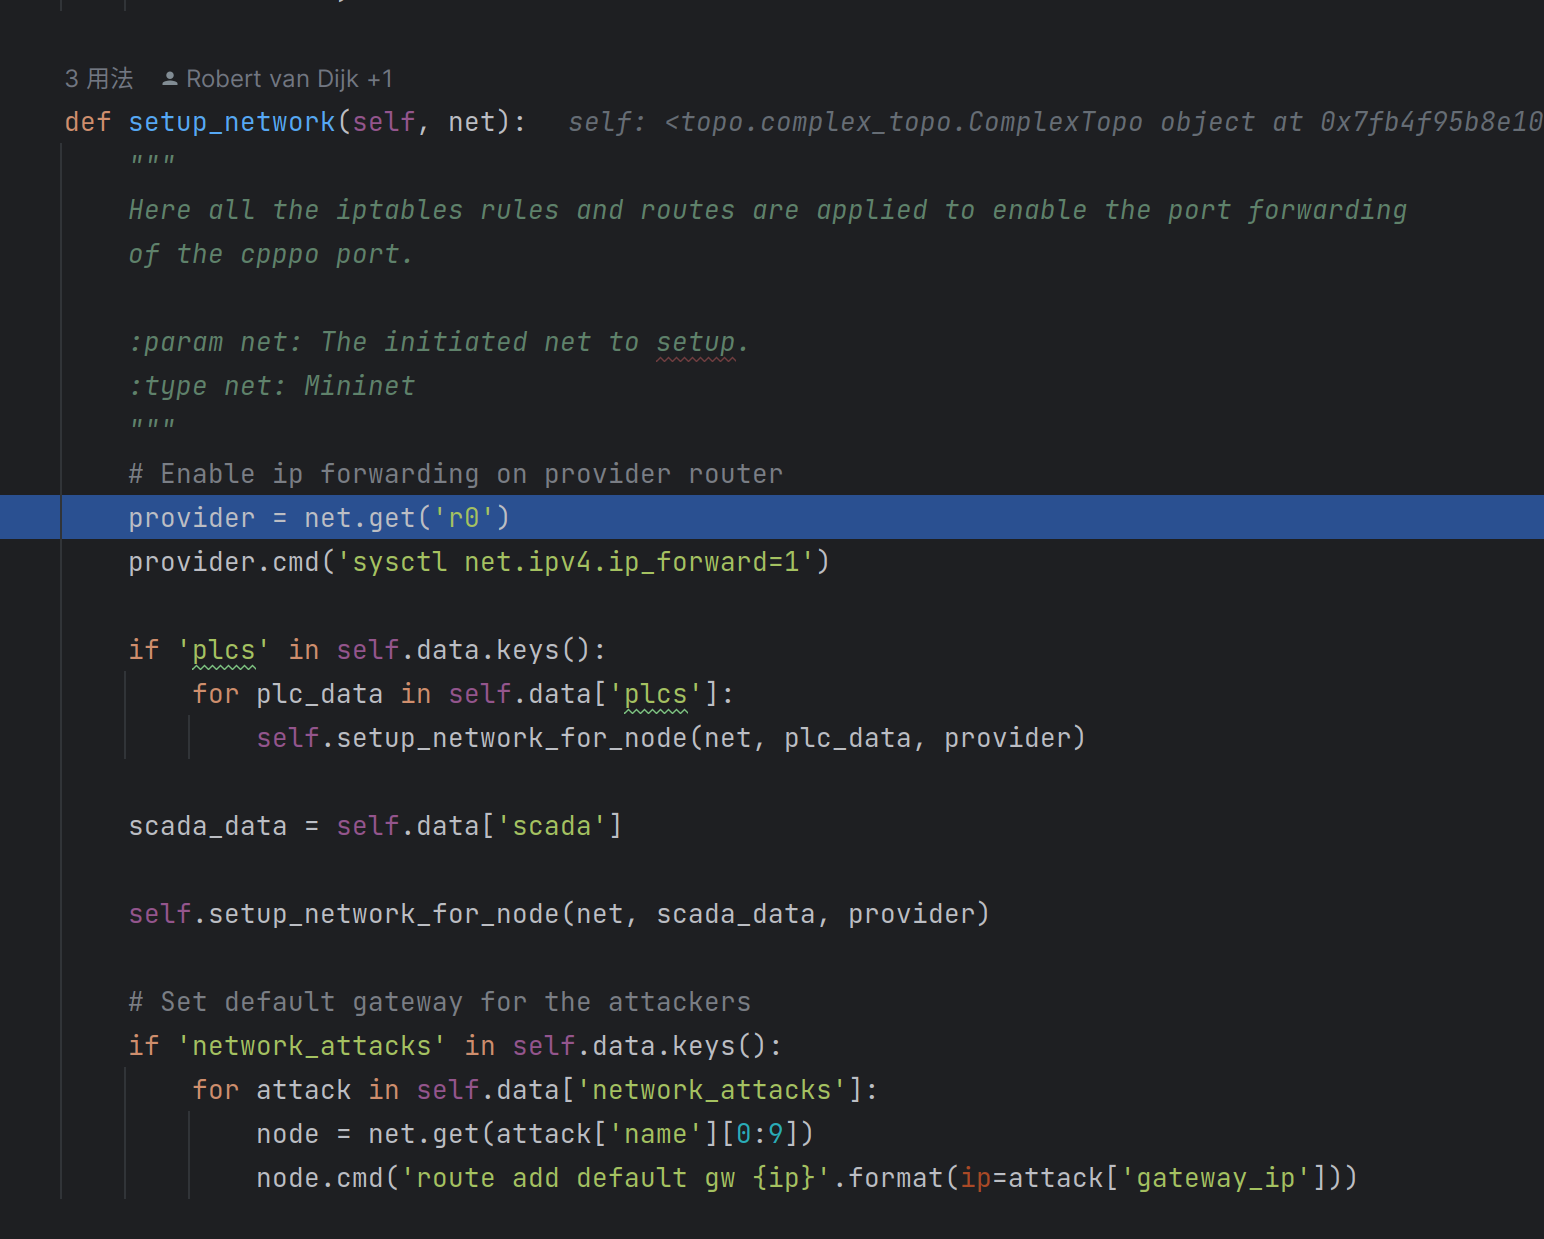 3 用法 Robert van Dijk +1
def setup_network(self, net):   self: <topo.complex_topo.ComplexTopo object at 0x7fb4f95b8e10
    """
    Here all the iptables rules and routes are applied to enable the port forwarding
    of the cpppo port.

    :param net: The initiated net to setup.
    :type net: Mininet
    """
    # Enable ip forwarding on provider router
    provider = net.get('r0')
    provider.cmd('sysctl net.ipv4.ip_forward=1')

    if 'plcs' in self.data.keys():
        for plc_data in self.data['plcs']:
            self.setup_network_for_node(net, plc_data, provider)

    scada_data = self.data['scada']

    self.setup_network_for_node(net, scada_data, provider)

    # Set default gateway for the attackers
    if 'network_attacks' in self.data.keys():
        for attack in self.data['network_attacks']:
            node = net.get(attack['name'][0:9])
            node.cmd('route add default gw {ip}'.format(ip=attack['gateway_ip']))